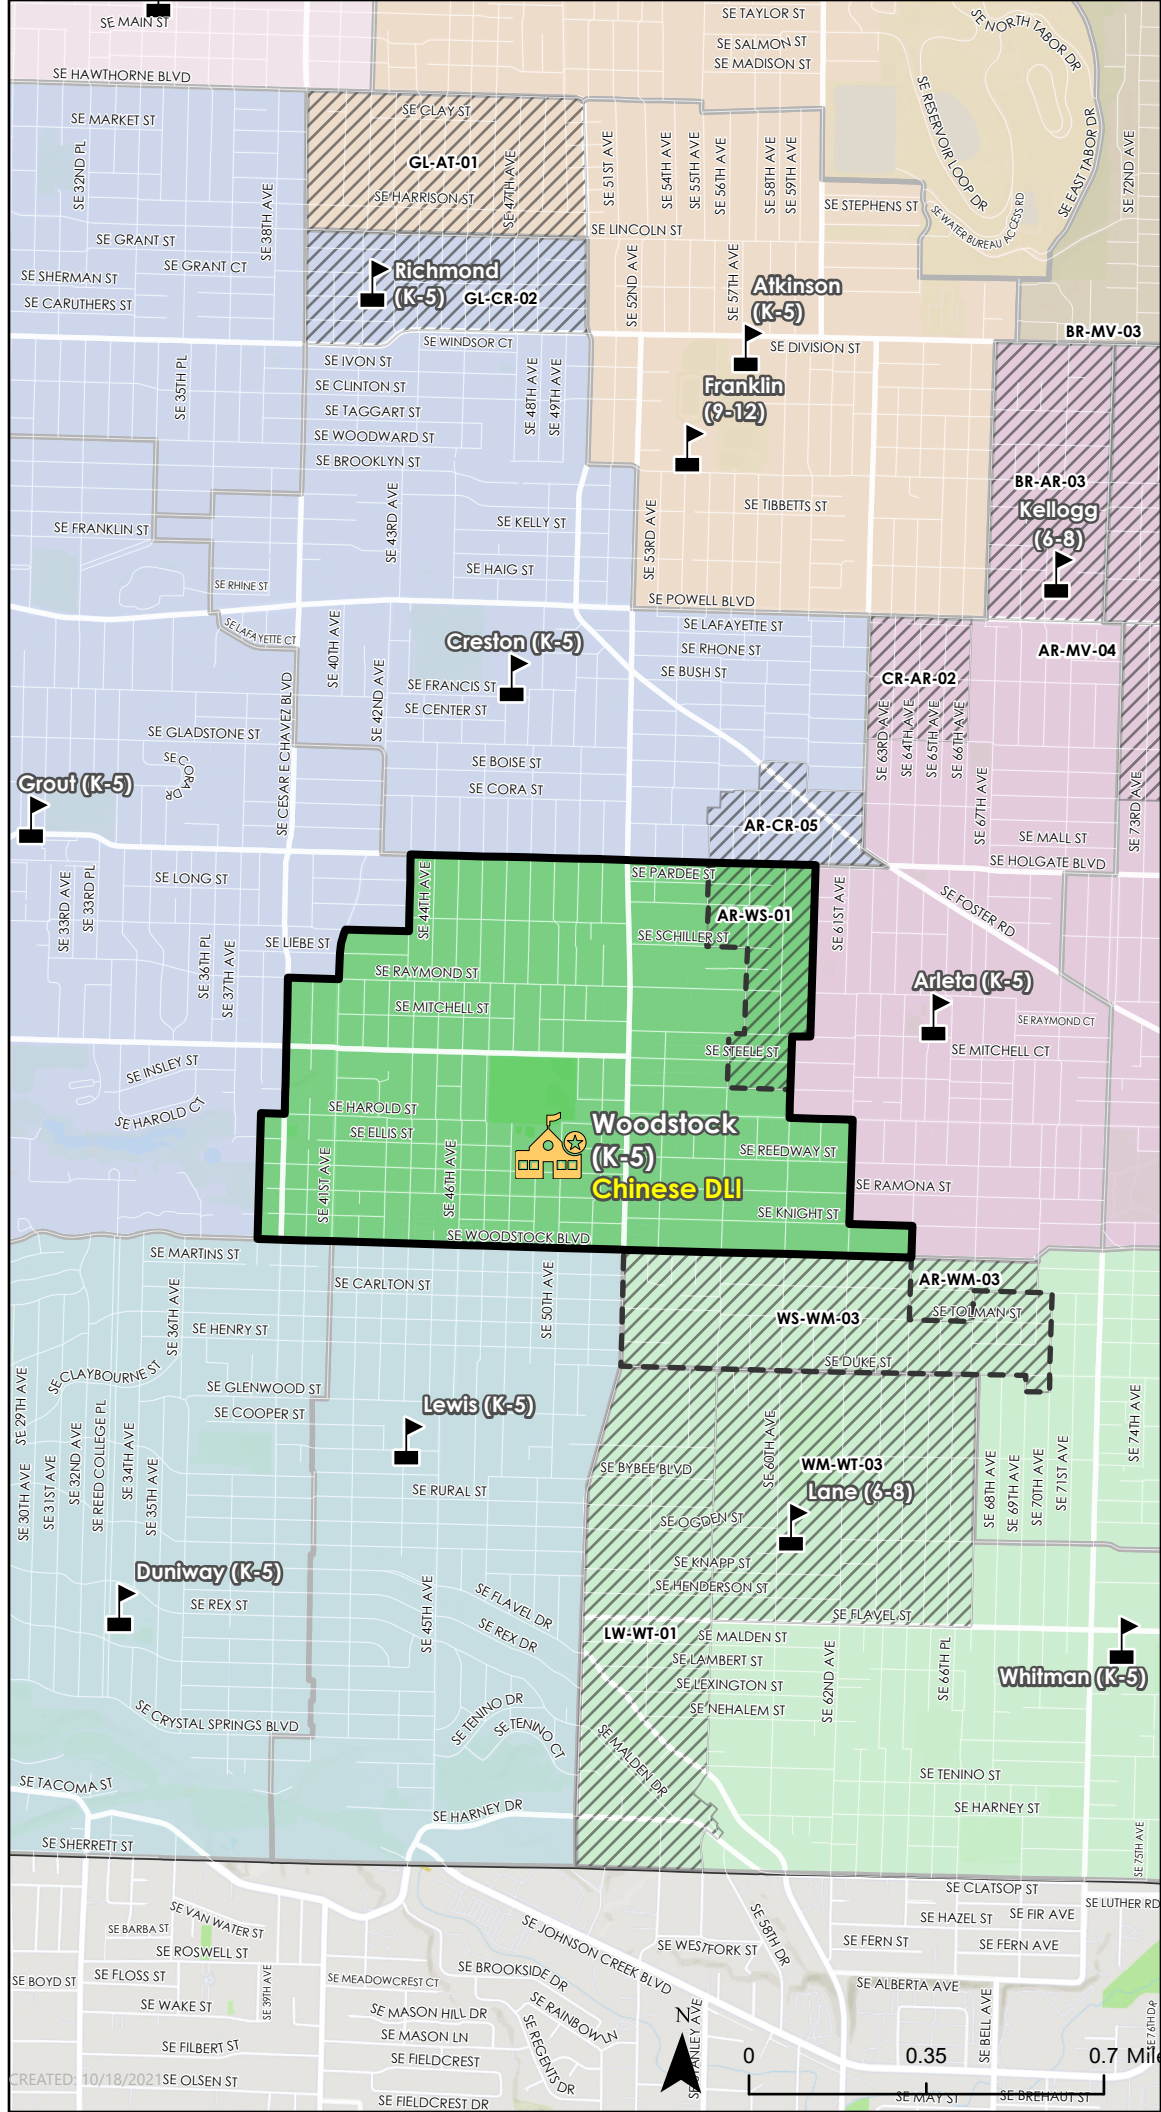 SE MAIN ST
SE TAYLOR ST
SE SALMON ST
SE MADISON ST
SE NORTH TABOR DR
SE HAWTHORNE BLVD
SE RESERVOIR LOOP DR
SE EAST TABOR DR
SE 72ND AVE
SE WATER BUREAU ACCESS RD
SE MARKET ST
SE CLAY ST
SE 32ND PL
GL-AT-01
SE 47TH AVE
SE 51ST AVE
SE 54TH AVE
SE 55TH AVE
SE 56TH AVE
SE 58TH AVE
SE 59TH AVE
SE HARRISON ST
SE STEPHENS ST
SE 38TH AVE
SE LINCOLN ST
SE GRANT ST
SE GRANT CT
SE SHERMAN ST
SE CARUTHERS ST
Richmond
(K-5)
GL-CR-02
SE 52ND AVE
SE 57TH AVE
Atkinson
(K-5)
BR-MV-03
SE WINDSOR CT
SE DIVISION ST
SE IVON ST
SE CLINTON ST
SE TAGGART ST
SE WOODWARD ST
SE BROOKLYN ST
SE 35TH PL
SE 48TH AVE
SE 49TH AVE
Franklin
(9-12)
BR-AR-03
Kellogg
(6-8)
SE TIBBETTS ST
SE FRANKLIN ST
SE 43RD AVE
SE KELLY ST
SE 53RD AVE
SE HAIG ST
SE RHINE ST
SE POWELL BLVD
SE LAFAYETTE CT
SE LAFAYETTE ST
SE RHONE ST
SE BUSH ST
SE 40TH AVE
Creston (K-5)
AR-MV-04
CR-AR-02
SE FRANCIS ST
SE CENTER ST
SE 42ND AVE
SE CESAR E CHAVEZ BLVD
SE GLADSTONE ST
SE 63RD AVE
SE 64TH AVE
SE 65TH AVE
SE 66TH AVE
SE 67TH AVE
SE 73RD AVE
SE CORA DR
SE BOISE ST
SE CORA ST
Grout (K-5)
AR-CR-05
SE MALL ST
SE HOLGATE BLVD
SE LONG ST
SE PARDEE ST
SE 33RD AVE
SE 33RD PL
SE 44TH AVE
SE 61ST AVE
SE FOSTER RD
AR-WS-01
SE LIEBE ST
SE SCHILLER ST
SE 36TH PL
SE 37TH AVE
SE RAYMOND ST
SE MITCHELL ST
Arleta (K-5)
SE RAYMOND CT
SE MITCHELL CT
SE STEELE ST
SE INSLEY ST
SE HAROLD CT
SE HAROLD ST
SE ELLIS ST
Woodstock
(K-5)
Chinese DLI
SE REEDWAY ST
SE 41ST AVE
SE 46TH AVE
SE RAMONA ST
SE KNIGHT ST
SE WOODSTOCK BLVD
SE MARTINS ST
SE CARLTON ST
AR-WM-03
SE TOLMAN ST
WS-WM-03
SE 36TH AVE
SE 50TH AVE
SE HENRY ST
SE DUKE ST
SE CLAYBOURNE ST
SE GLENWOOD ST
SE COOPER ST
Lewis (K-5)
SE 29TH AVE
SE 30TH AVE
SE 31ST AVE
SE 32ND AVE
SE REED COLLEGE PL
SE 34TH AVE
SE 35TH AVE
SE 60TH AVE
SE 74TH AVE
SE BYBEE BLVD
WM-WT-03
Lane (6-8)
SE 68TH AVE
SE 69TH AVE
SE 70TH AVE
SE 71ST AVE
SE RURAL ST
SE OGDEN ST
SE KNAPP ST
SE HENDERSON ST
Duniway (K-5)
SE REX ST
SE 45TH AVE
SE FLAVEL DR
SE REX DR
SE FLAVEL ST
LW-WT-01
SE MALDEN ST
SE LAMBERT ST
SE LEXINGTON ST
SE NEHALEM ST
SE 62ND AVE
SE 66TH PL
Whitman (K-5)
SE CRYSTAL SPRINGS BLVD
SE TENINO DR
SE TENINO CT
SE MALDEN DR
SE TACOMA ST
SE TENINO ST
SE HARNEY DR
SE HARNEY ST
SE SHERRETT ST
SE 75TH AVE
SE CLATSOP ST
SE LUTHER RD
SE VAN WATER ST
SE BARBA ST
SE ROSWELL ST
SE JOHNSON CREEK BLVD
SE 58TH DR
SE HAZEL ST
SE FIR AVE
SE WESTFORK ST
SE FERN ST
SE FERN AVE
SE BOYD ST
SE FLOSS ST
SE 39TH AVE
SE MEADOWCREST CT
SE BROOKSIDE DR
SE ALBERTA AVE
SE WAKE ST
SE MASON HILL DR
SE RAINBOW LN
SE MASON LN
SE REGENTS DR
SE STANLEY AVE
SE BELL AVE
SE 76TH DR
SE FILBERT ST
SE FIELDCREST
N
0
0.35
0.7 Mile
CREATED: 10/18/2021
SE OLSEN ST
SE FIELDCREST DR
SE MAY ST
SE BREHAUT ST